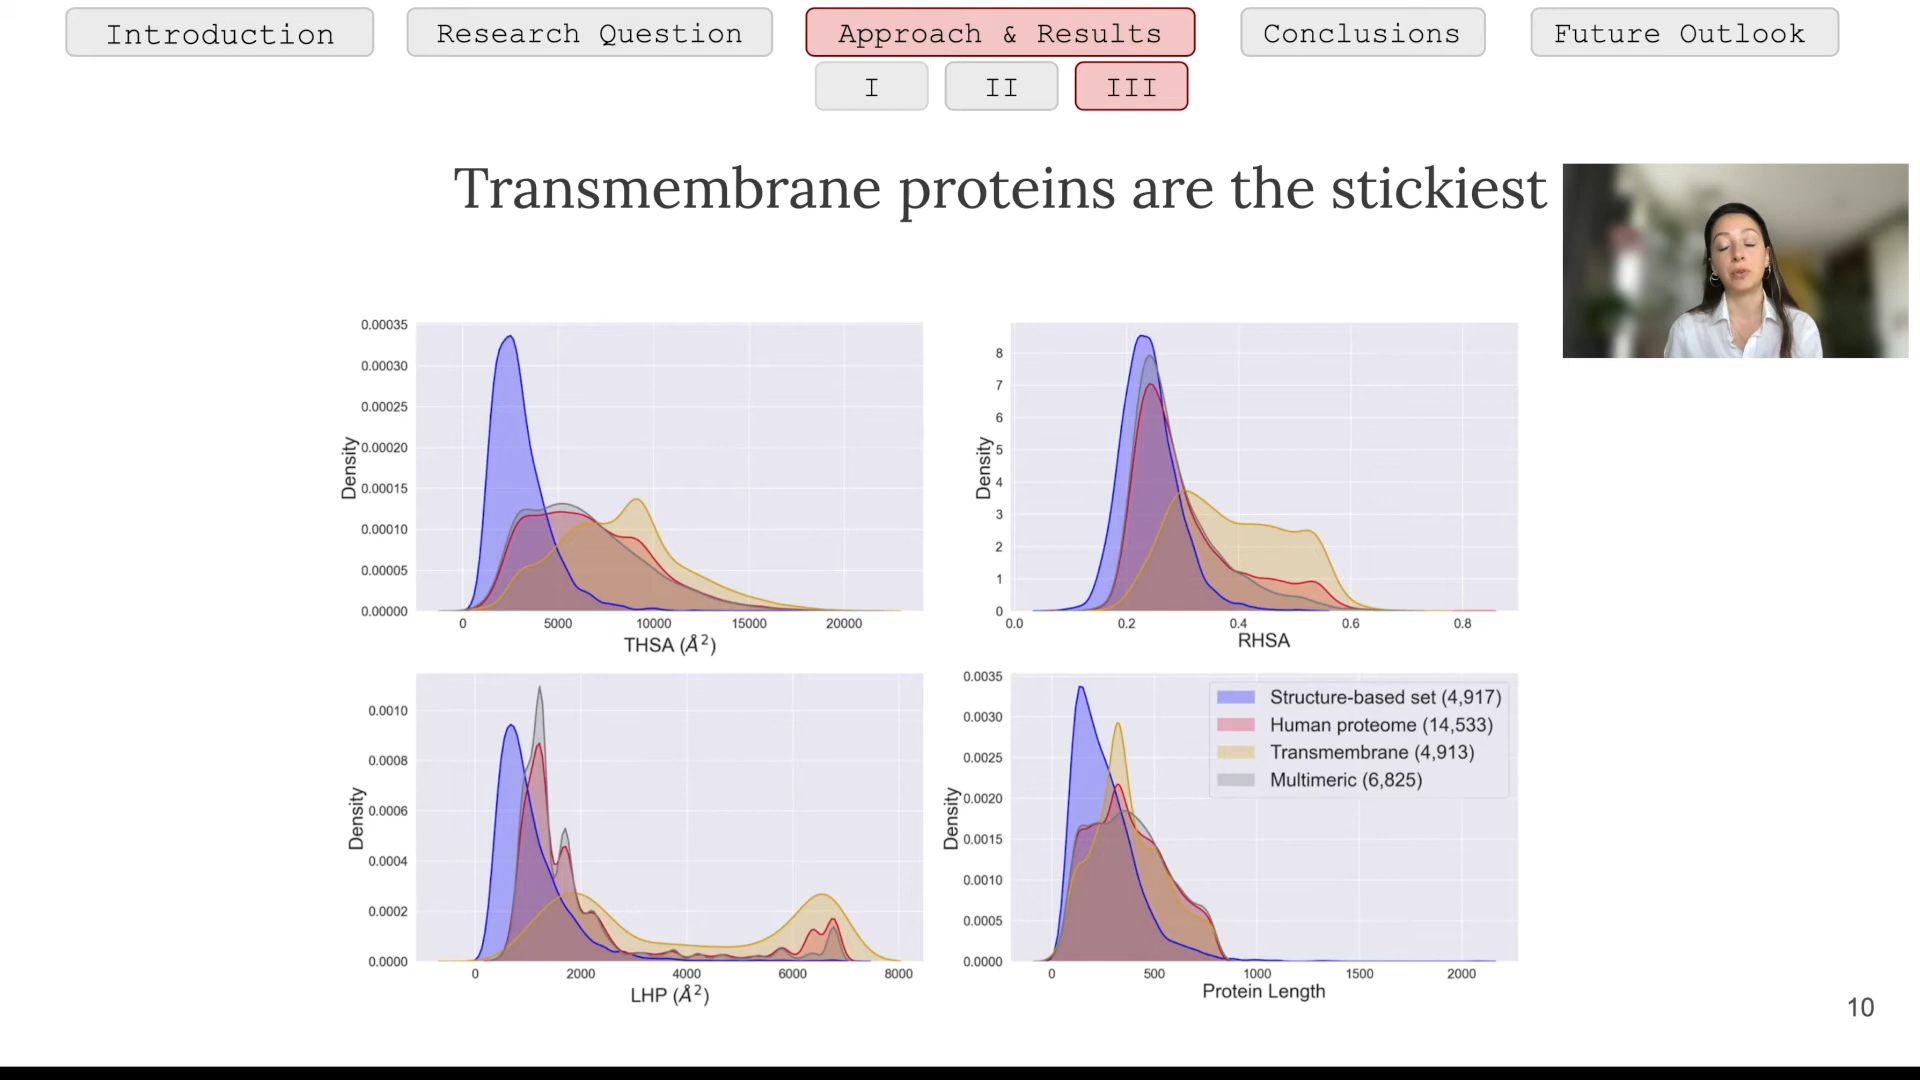 Introduction
Research Question
Approach & Results
Conclusions
Future Outlook
I
II
III
Transmembrane proteins are the stickiest
0.00035
0.00030
0.00025
0.00020
0.00015
0.00010
0.00005
0.00000
Density
0
5000
10000
15000
20000
THSA (Å²)
8
7
6
5
4
3
2
1
0
Density
0.0
0.2
0.4
0.6
0.8
RHSA
0.0010
0.0008
0.0006
0.0004
0.0002
0.0000
Density
0
2000
4000
6000
8000
LHP (Å²)
0.0035
0.0030
0.0025
0.0020
0.0015
0.0010
0.0005
0.0000
Density
Structure-based set (4,917)
Human proteome (14,533)
Transmembrane (4,913)
Multimeric (6,825)
0
500
1000
1500
2000
Protein Length
10